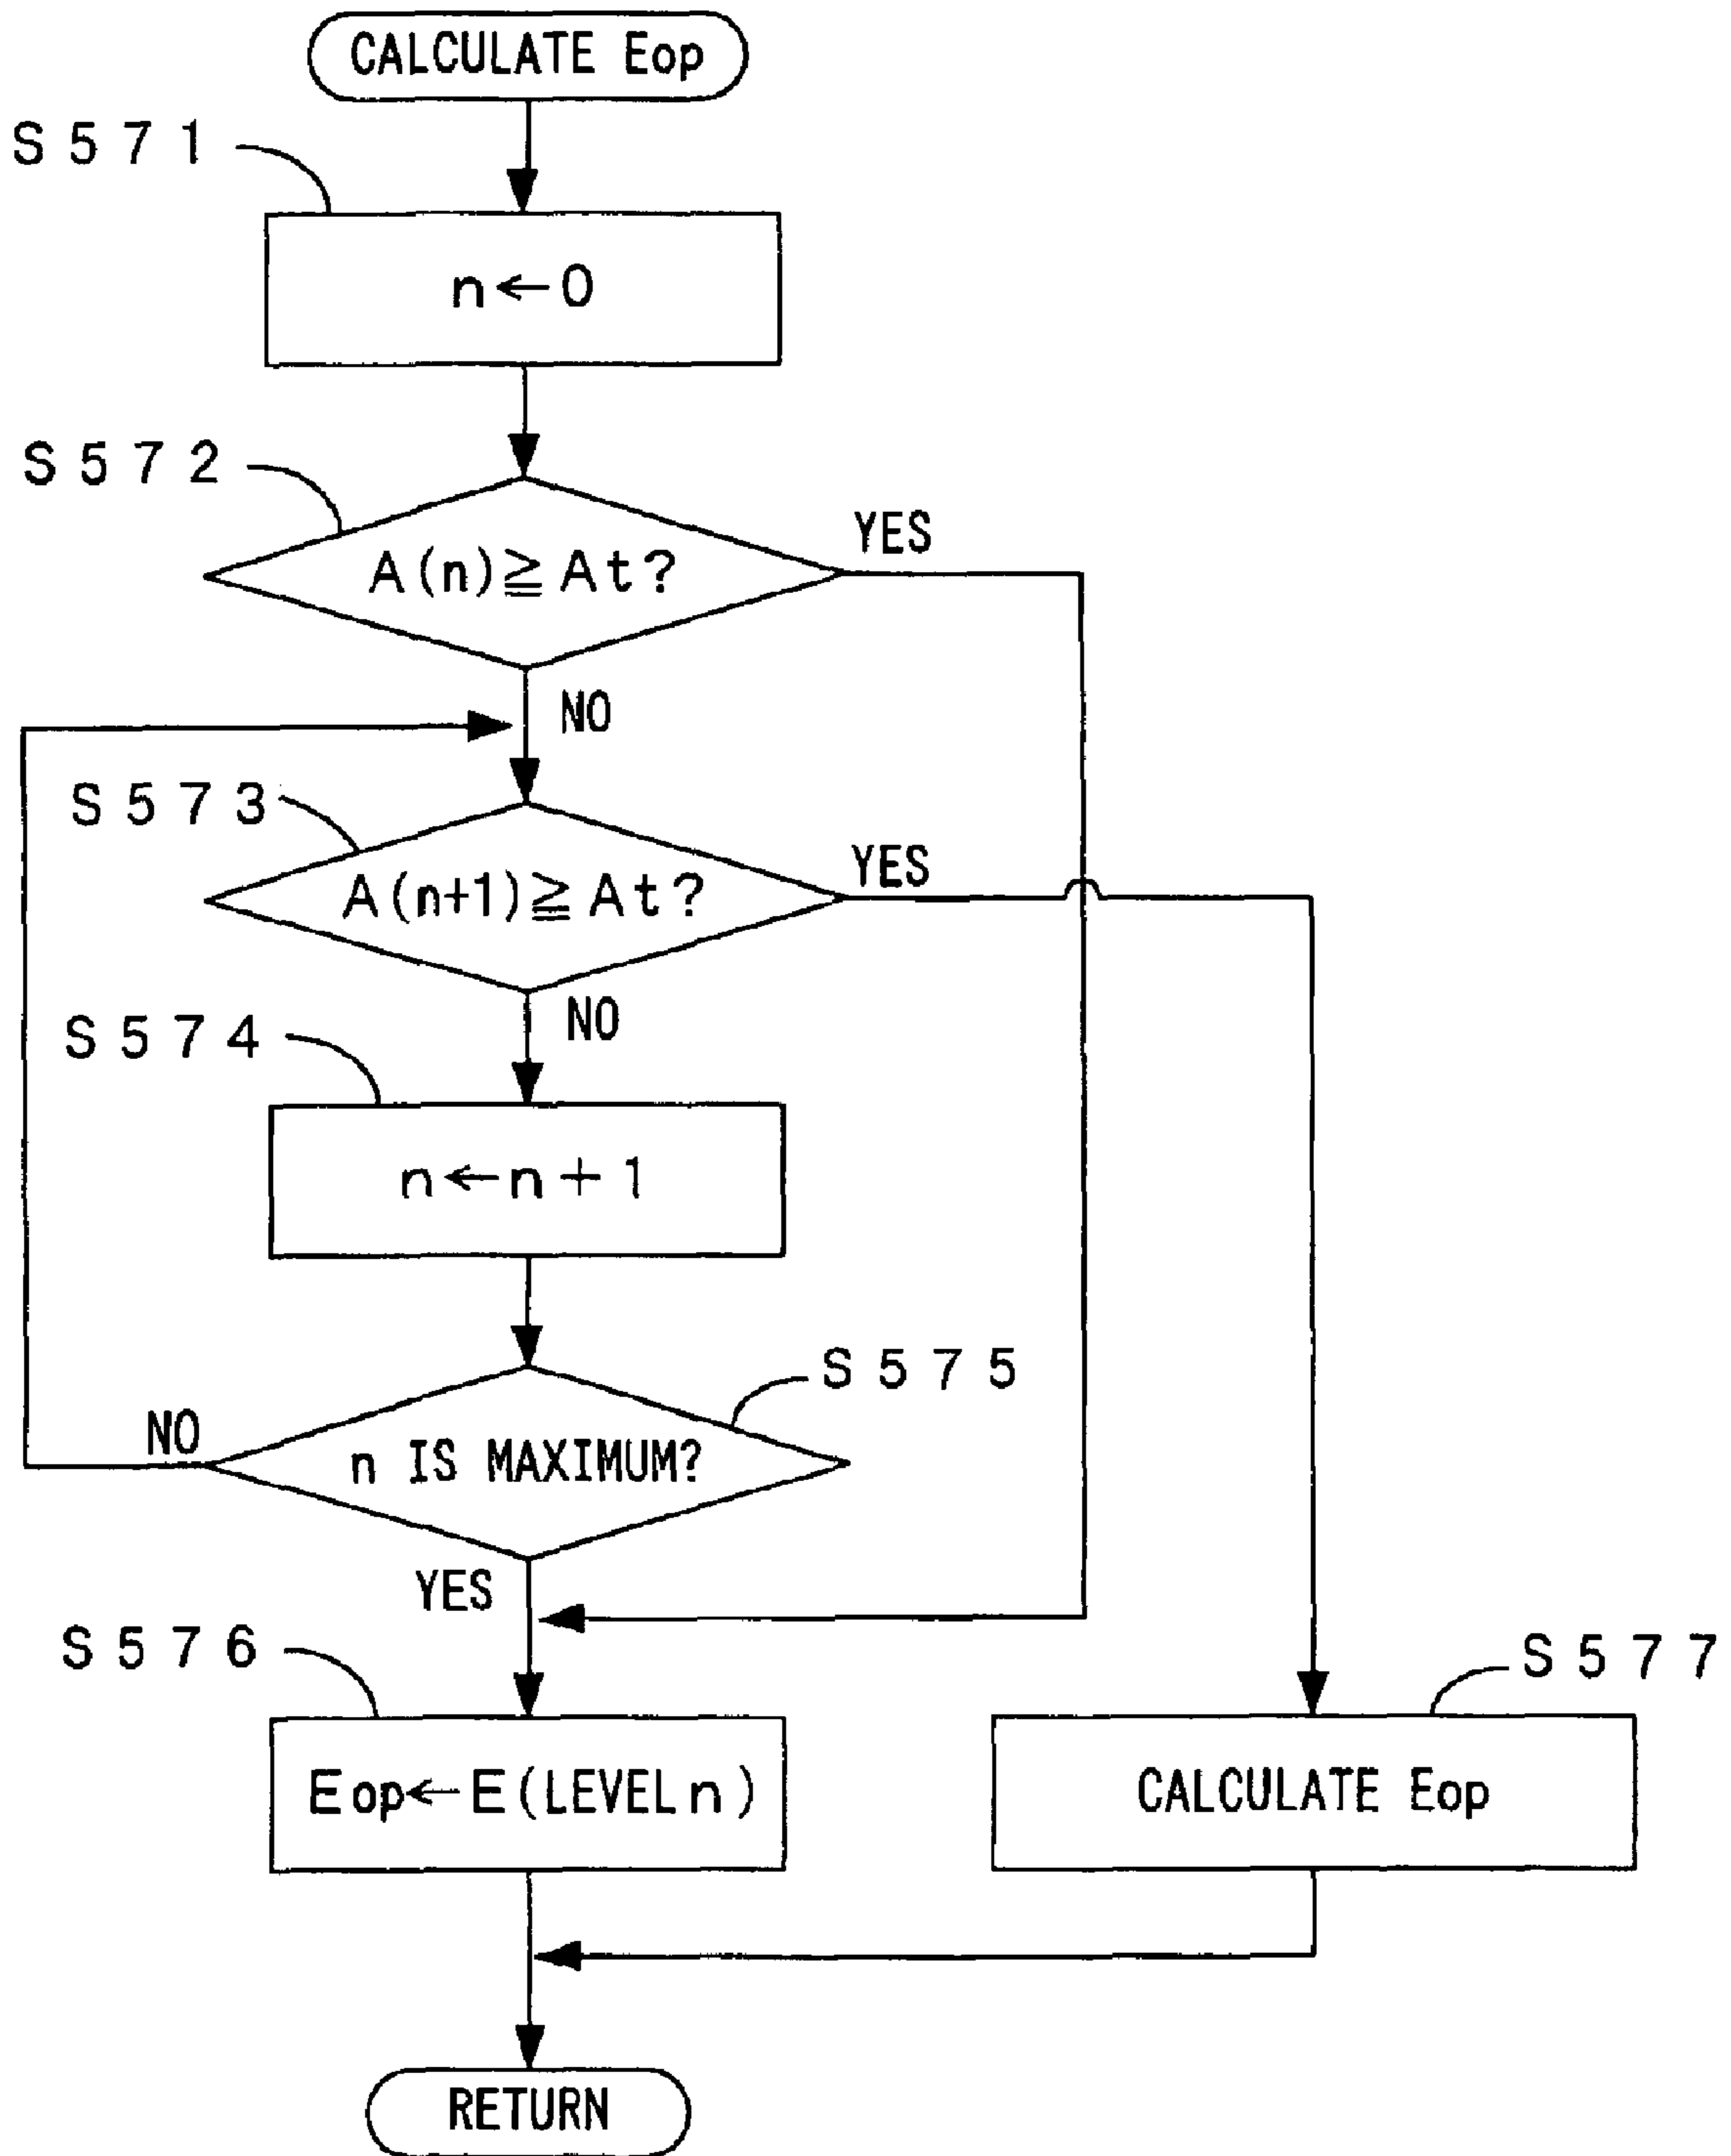 CALCULATE Eop
S571
n←0
S572
A(n)≧At?
YES
NO
S573
A(n+1)≧At?
YES
NO
S574
n←n+1
S575
n IS MAXIMUM?
NO
YES
S576
Eop←E(LEVELn)
S577
CALCULATE Eop
RETURN